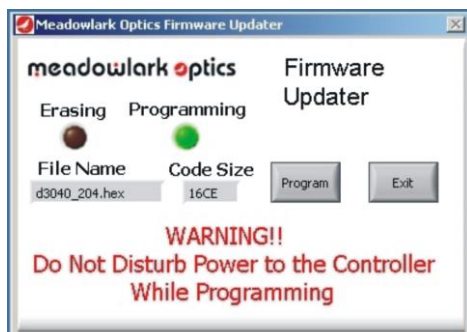 Meadowlark Optics Firmware Updater
meadowlark optics
Firmware
Updater
Erasing Programming
File Name Code Size
d3040_204.hex 16CE Program Exit
WARNING!!
Do Not Disturb Power to the Controller
While Programming